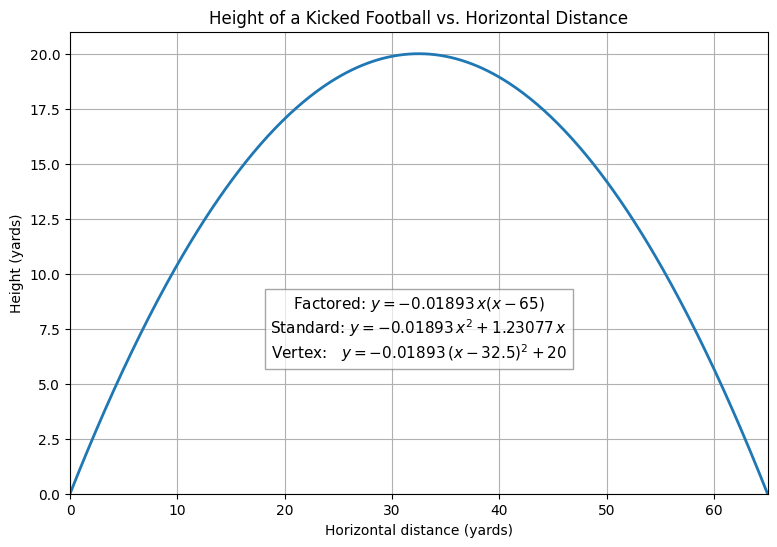 Height of a Kicked Football vs. Horizontal Distance
20.0
17.5
15.0
12.5
10.0
7.5
5.0
2.5
0.0
Height (yards)
Factored: y = −0.01893 x(x − 65)
Standard: y = −0.01893 x² + 1.23077 x
Vertex: y = −0.01893 (x − 32.5)² + 20
0 10 20 30 40 50 60
Horizontal distance (yards)